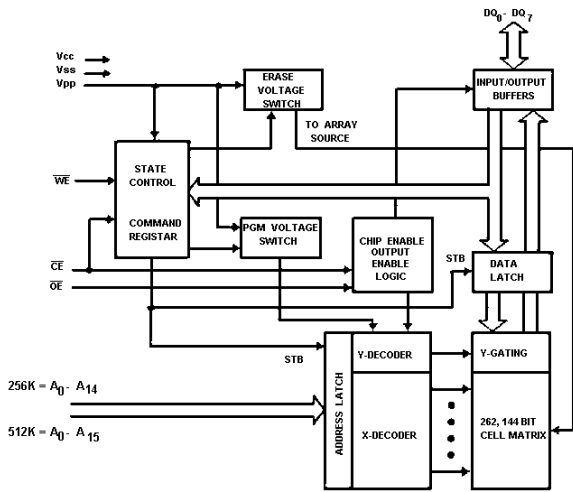 DQ0 - DQ7
Vcc
Vss
Vpp
ERASE
VOLTAGE
SWITCH
INPUT/OUTPUT
BUFFERS
TO ARRAY
SOURCE
STATE
CONTROL
COMMAND
REGISTAR
WE
PGM VOLTAGE
SWITCH
CHIP ENABLE
OUTPUT
ENABLE
LOGIC
STB
DATA
LATCH
CE
OE
STB
ADDRESS LATCH
Y-DECODER
Y-GATING
X-DECODER
262, 144 BIT
CELL MATRIX
256K = A0 - A14
512K = A0 - A15